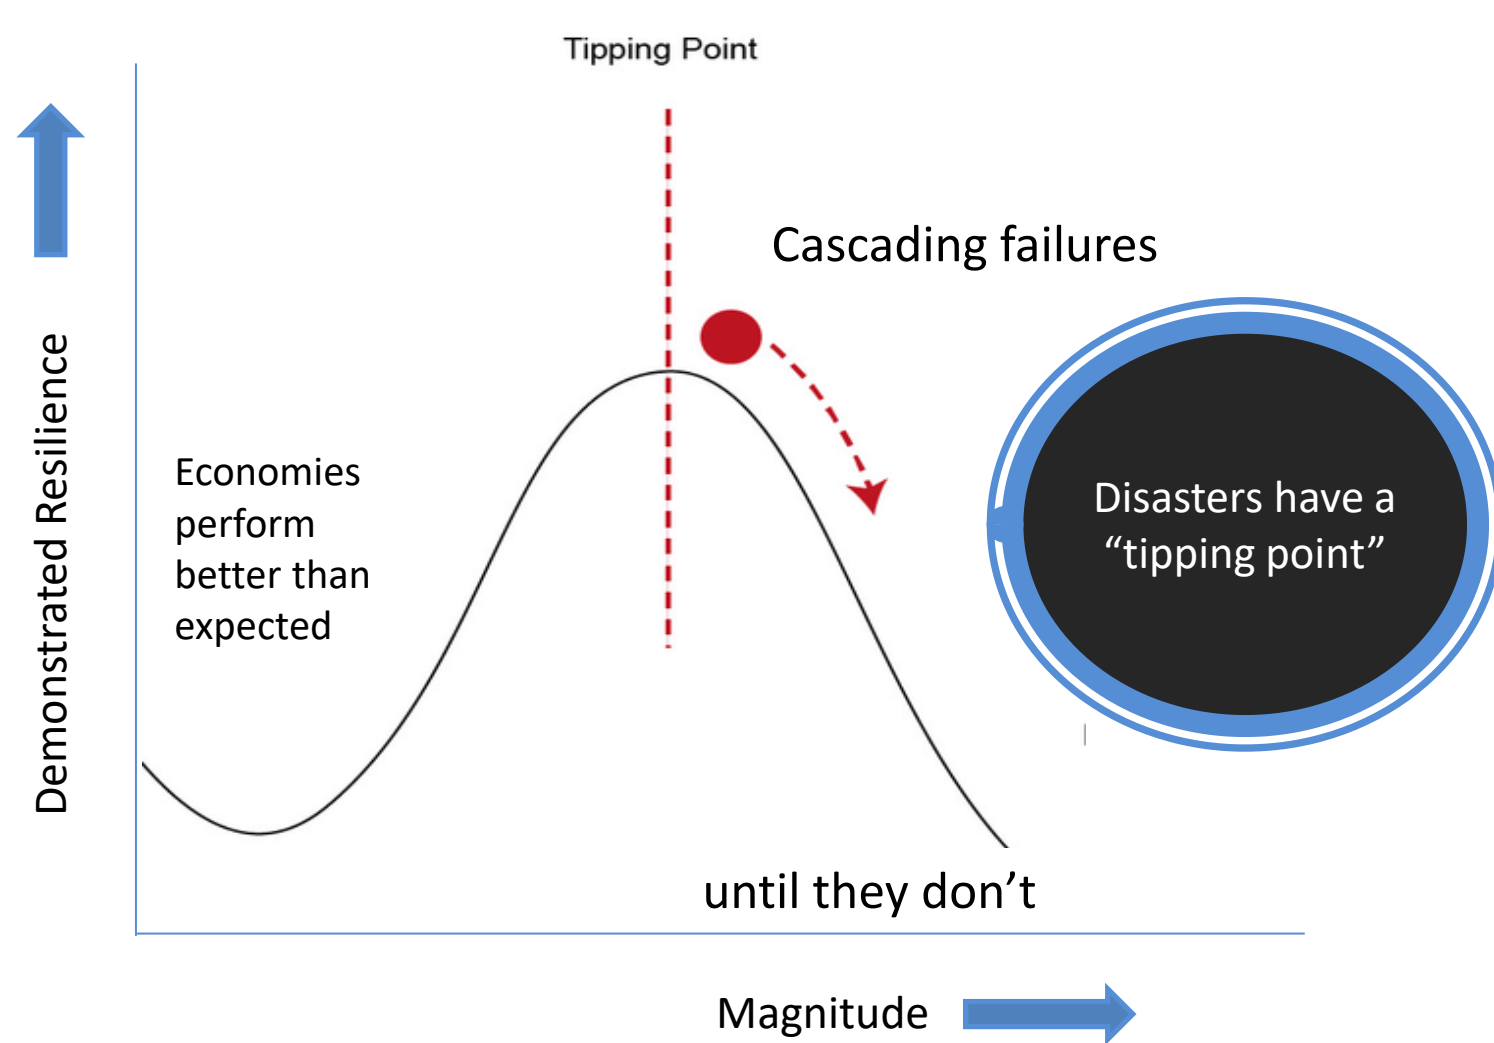 Tipping Point
Cascading failures
Demonstrated Resilience
Economies
perform
better than
expected
Disasters have a
“tipping point”
until they don’t
Magnitude